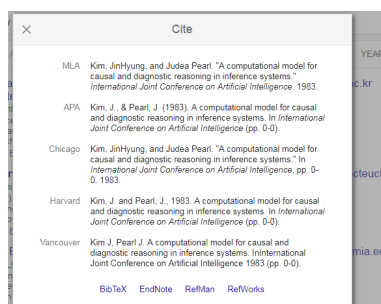 × Cite
YEAR
MLA Kim, JinHyung, and Judea Pearl. "A computational model for
causal and diagnostic reasoning in inference systems."
International Joint Conference on Artificial Intelligence. 1983.
APA Kim, J., & Pearl, J. (1983). A computational model for causal
and diagnostic reasoning in inference systems. In International
Joint Conference on Artificial Intelligence (pp. 0-0).
Chicago Kim, JinHyung, and Judea Pearl. "A computational model for
causal and diagnostic reasoning in inference systems." In
International Joint Conference on Artificial Intelligence, pp. 0-
0. 1983.
Harvard Kim, J. and Pearl, J., 1983. A computational model for causal
and diagnostic reasoning in inference systems. In International
Joint Conference on Artificial Intelligence (pp. 0-0).
Vancouver Kim J, Pearl J. A computational model for causal and
diagnostic reasoning in inference systems. InInternational
Joint Conference on Artificial Intelligence 1983 (pp. 0-0).
BibTeX EndNote RefMan RefWorks